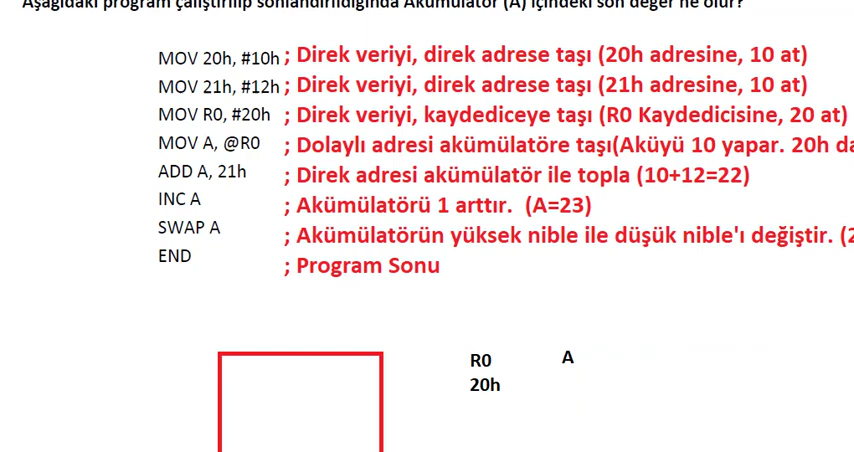 Aşağıdaki program çalıştırılıp sonlandırıldığında Akümülatör (A) içindeki son değer ne olur?
MOV 20h, #10h ; Direk veriyi, direk adrese taşı (20h adresine, 10 at)
MOV 21h, #12h ; Direk veriyi, direk adrese taşı (21h adresine, 10 at)
MOV R0, #20h ; Direk veriyi, kaydediceye taşı (R0 Kaydedicisine, 20 at)
MOV A, @R0 ; Dolaylı adresi akümülatöre taşı(Aküyü 10 yapar. 20h da
ADD A, 21h ; Direk adresi akümülatör ile topla (10+12=22)
INC A ; Akümülatörü 1 arttır. (A=23)
SWAP A ; Akümülatörün yüksek nible ile düşük nible'ı değiştir. (2
END ; Program Sonu
R0 A
20h